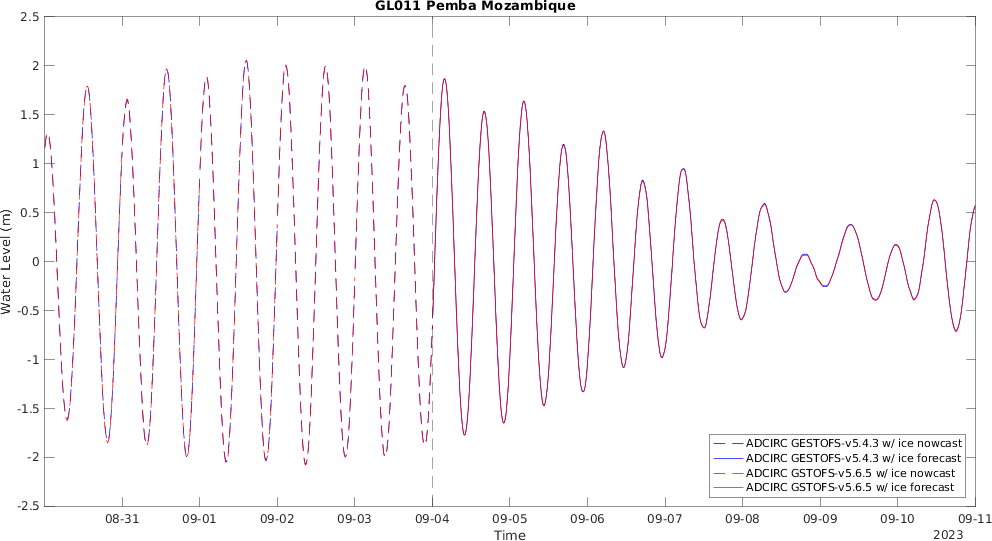 GL011 Pemba Mozambique
2.5
2
1.5
1
0.5
0
-0.5
-1
-1.5
-2
-2.5
Water Level (m)
ADCIRC GESTOFS-v5.4.3 w/ ice nowcast
ADCIRC GESTOFS-v5.4.3 w/ ice forecast
ADCIRC GSTOFS-v5.6.5 w/ ice nowcast
ADCIRC GSTOFS-v5.6.5 w/ ice forecast
08-31 09-01 09-02 09-03 09-04 09-05 09-06 09-07 09-08 09-09 09-10 09-11
Time
2023